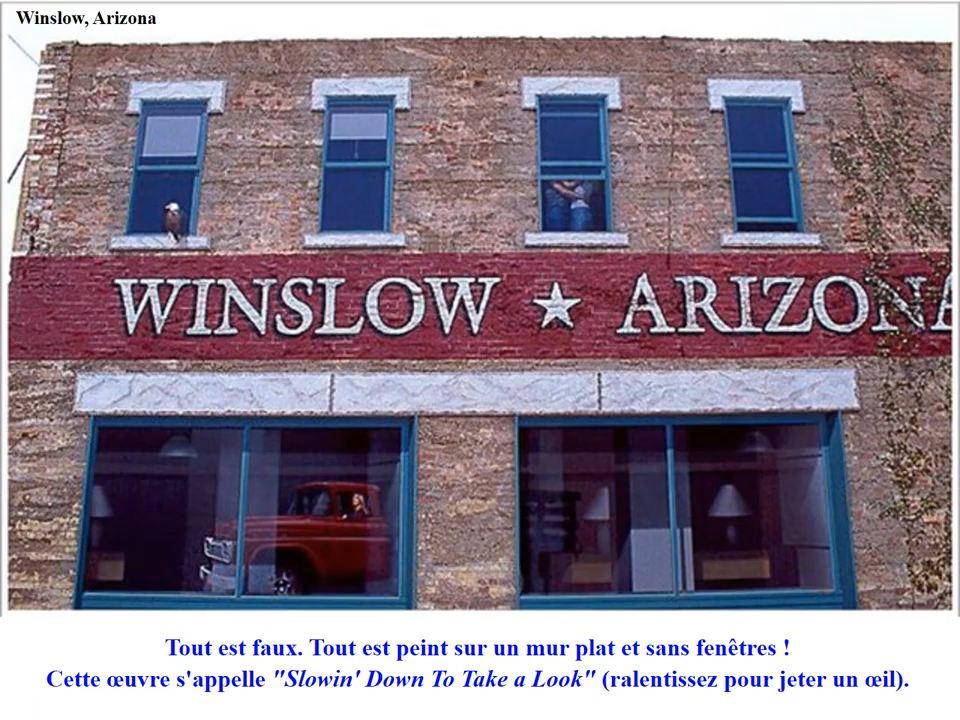 Winslow, Arizona
WINSLOW ★ ARIZONA
Tout est faux. Tout est peint sur un mur plat et sans fenêtres !
Cette œuvre s'appelle "Slowin' Down To Take a Look" (ralentissez pour jeter un œil).